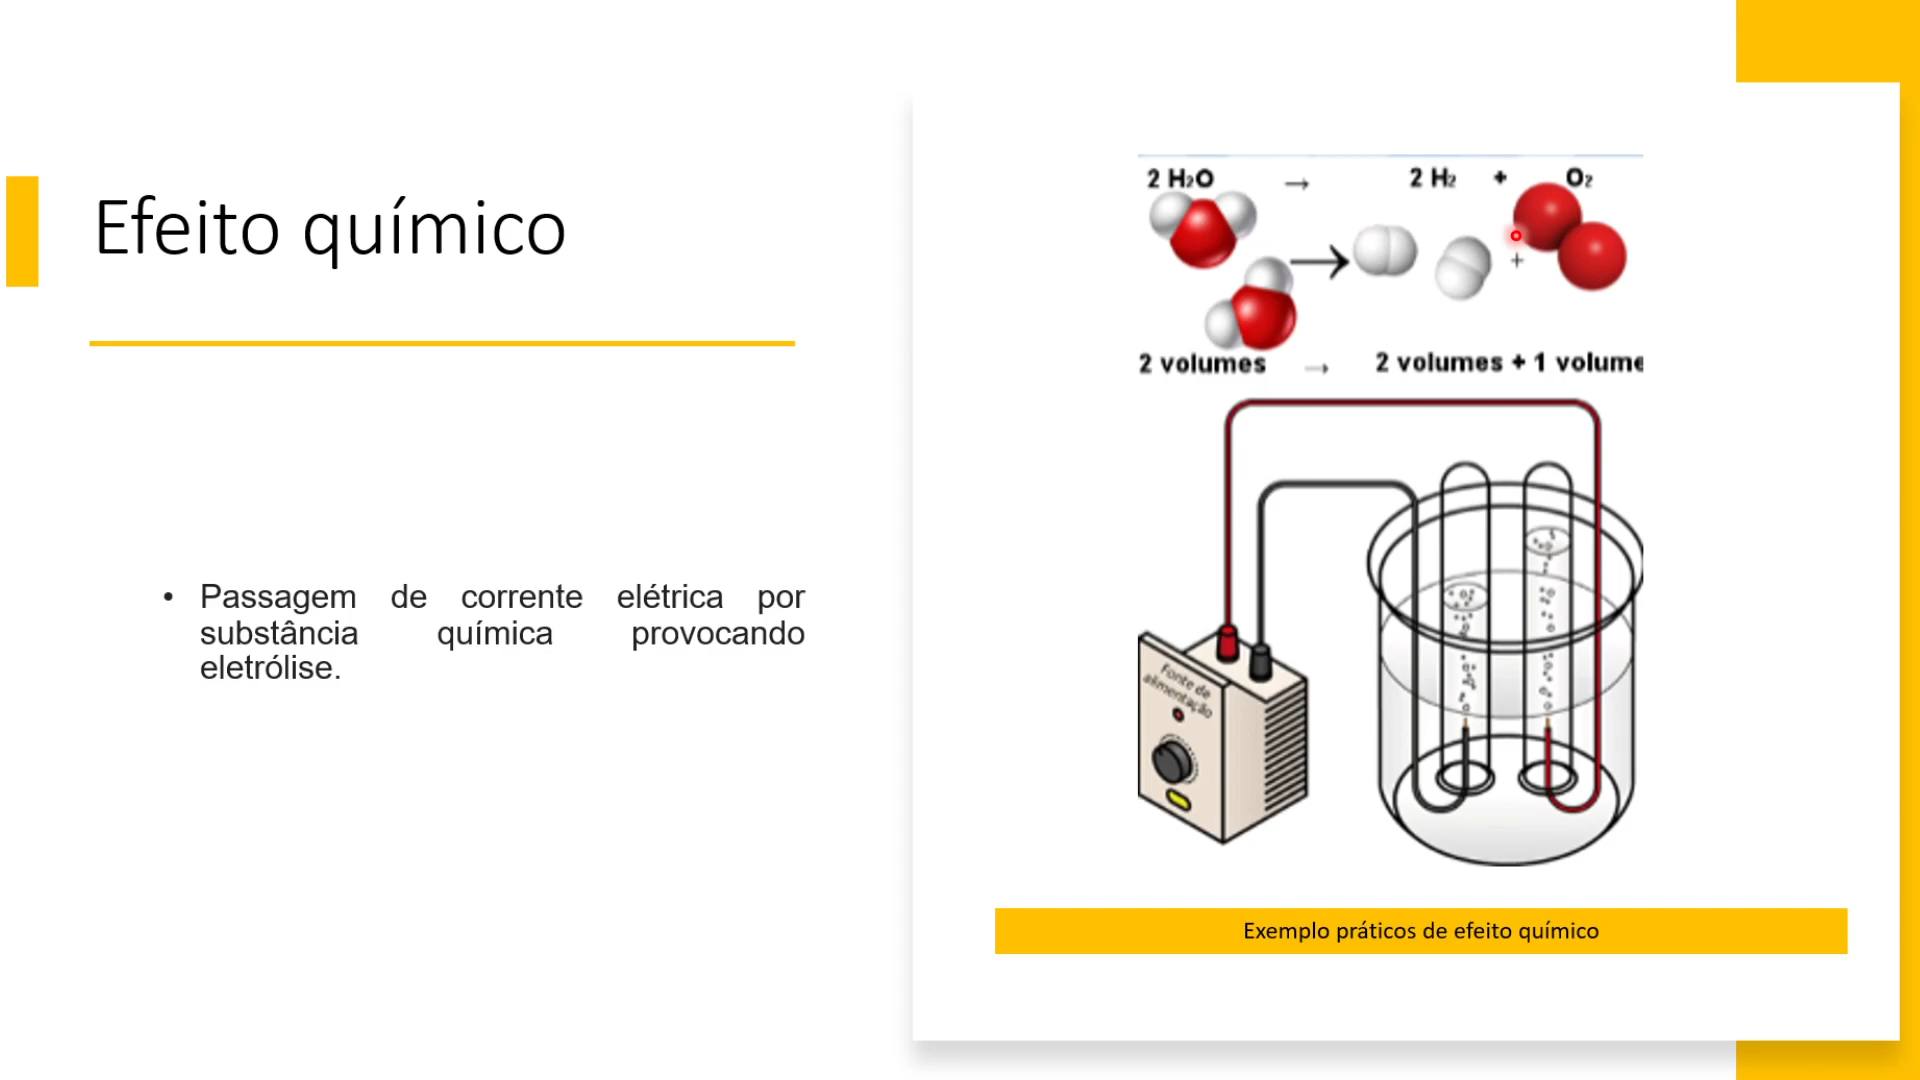 Efeito químico
• Passagem de corrente elétrica por
substância química provocando
eletrólise.
2 H₂O → 2 H₂ + O₂
+
2 volumes → 2 volumes + 1 volume
Fonte de
alimentação
Exemplo práticos de efeito químico